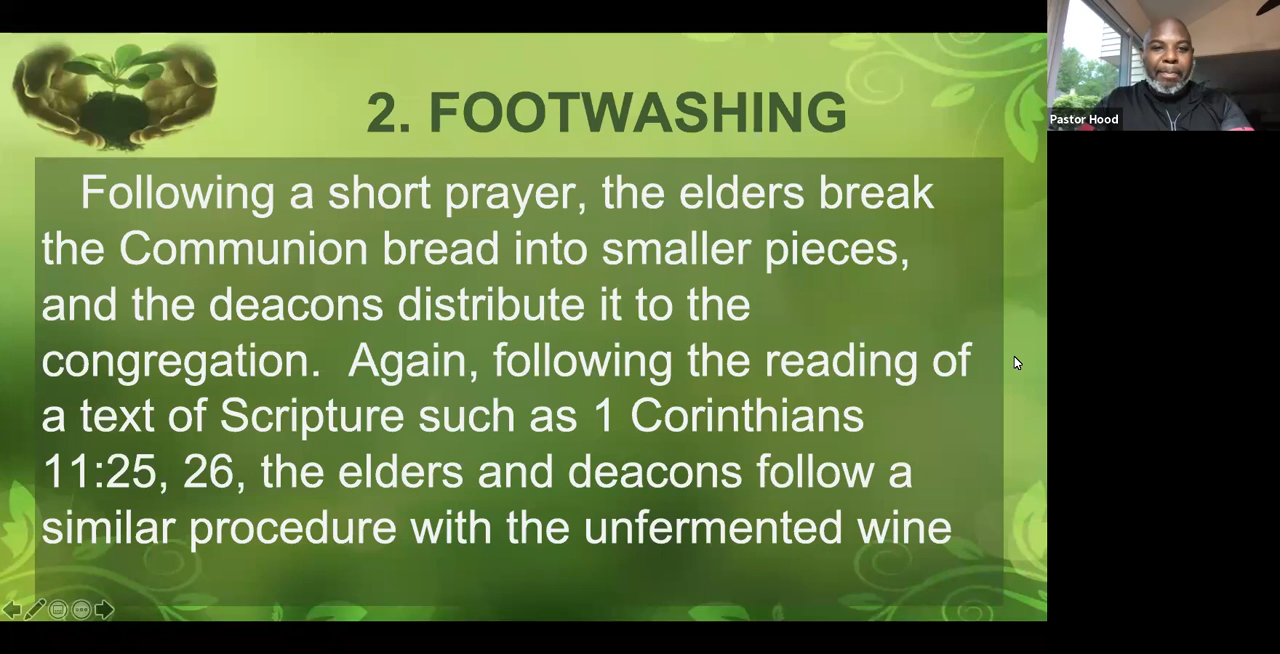 2. FOOTWASHING
Following a short prayer, the elders break
the Communion bread into smaller pieces,
and the deacons distribute it to the
congregation.  Again, following the reading of
a text of Scripture such as 1 Corinthians
11:25, 26, the elders and deacons follow a
similar procedure with the unfermented wine
Pastor Hood